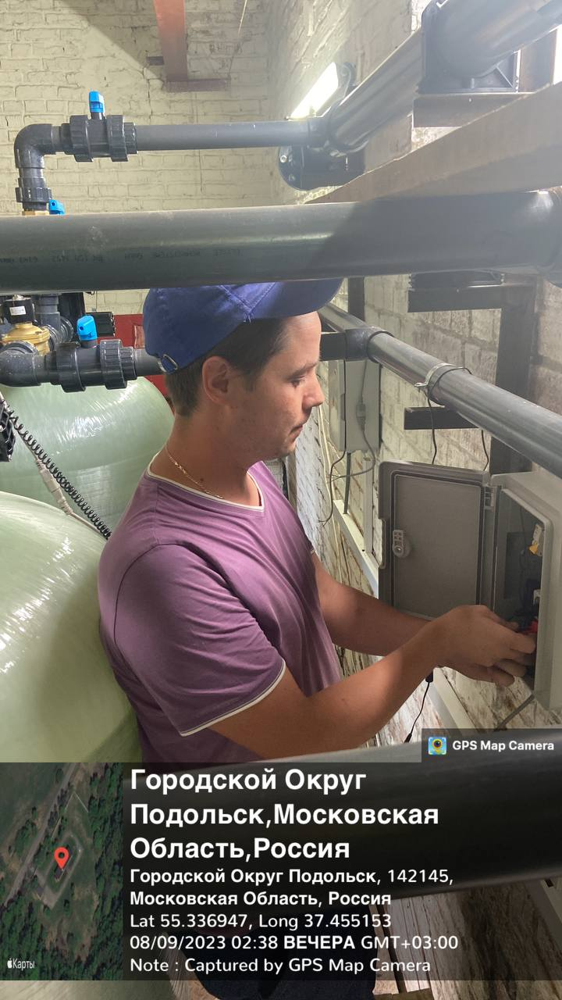 GPS Map Camera
Городской Округ
Подольск,Московская
Область,Россия
Городской Округ Подольск, 142145,
Московская Область, Россия
Lat 55.336947, Long 37.455153
08/09/2023 02:38 ВЕЧЕРА GMT+03:00
Note : Captured by GPS Map Camera
Карты